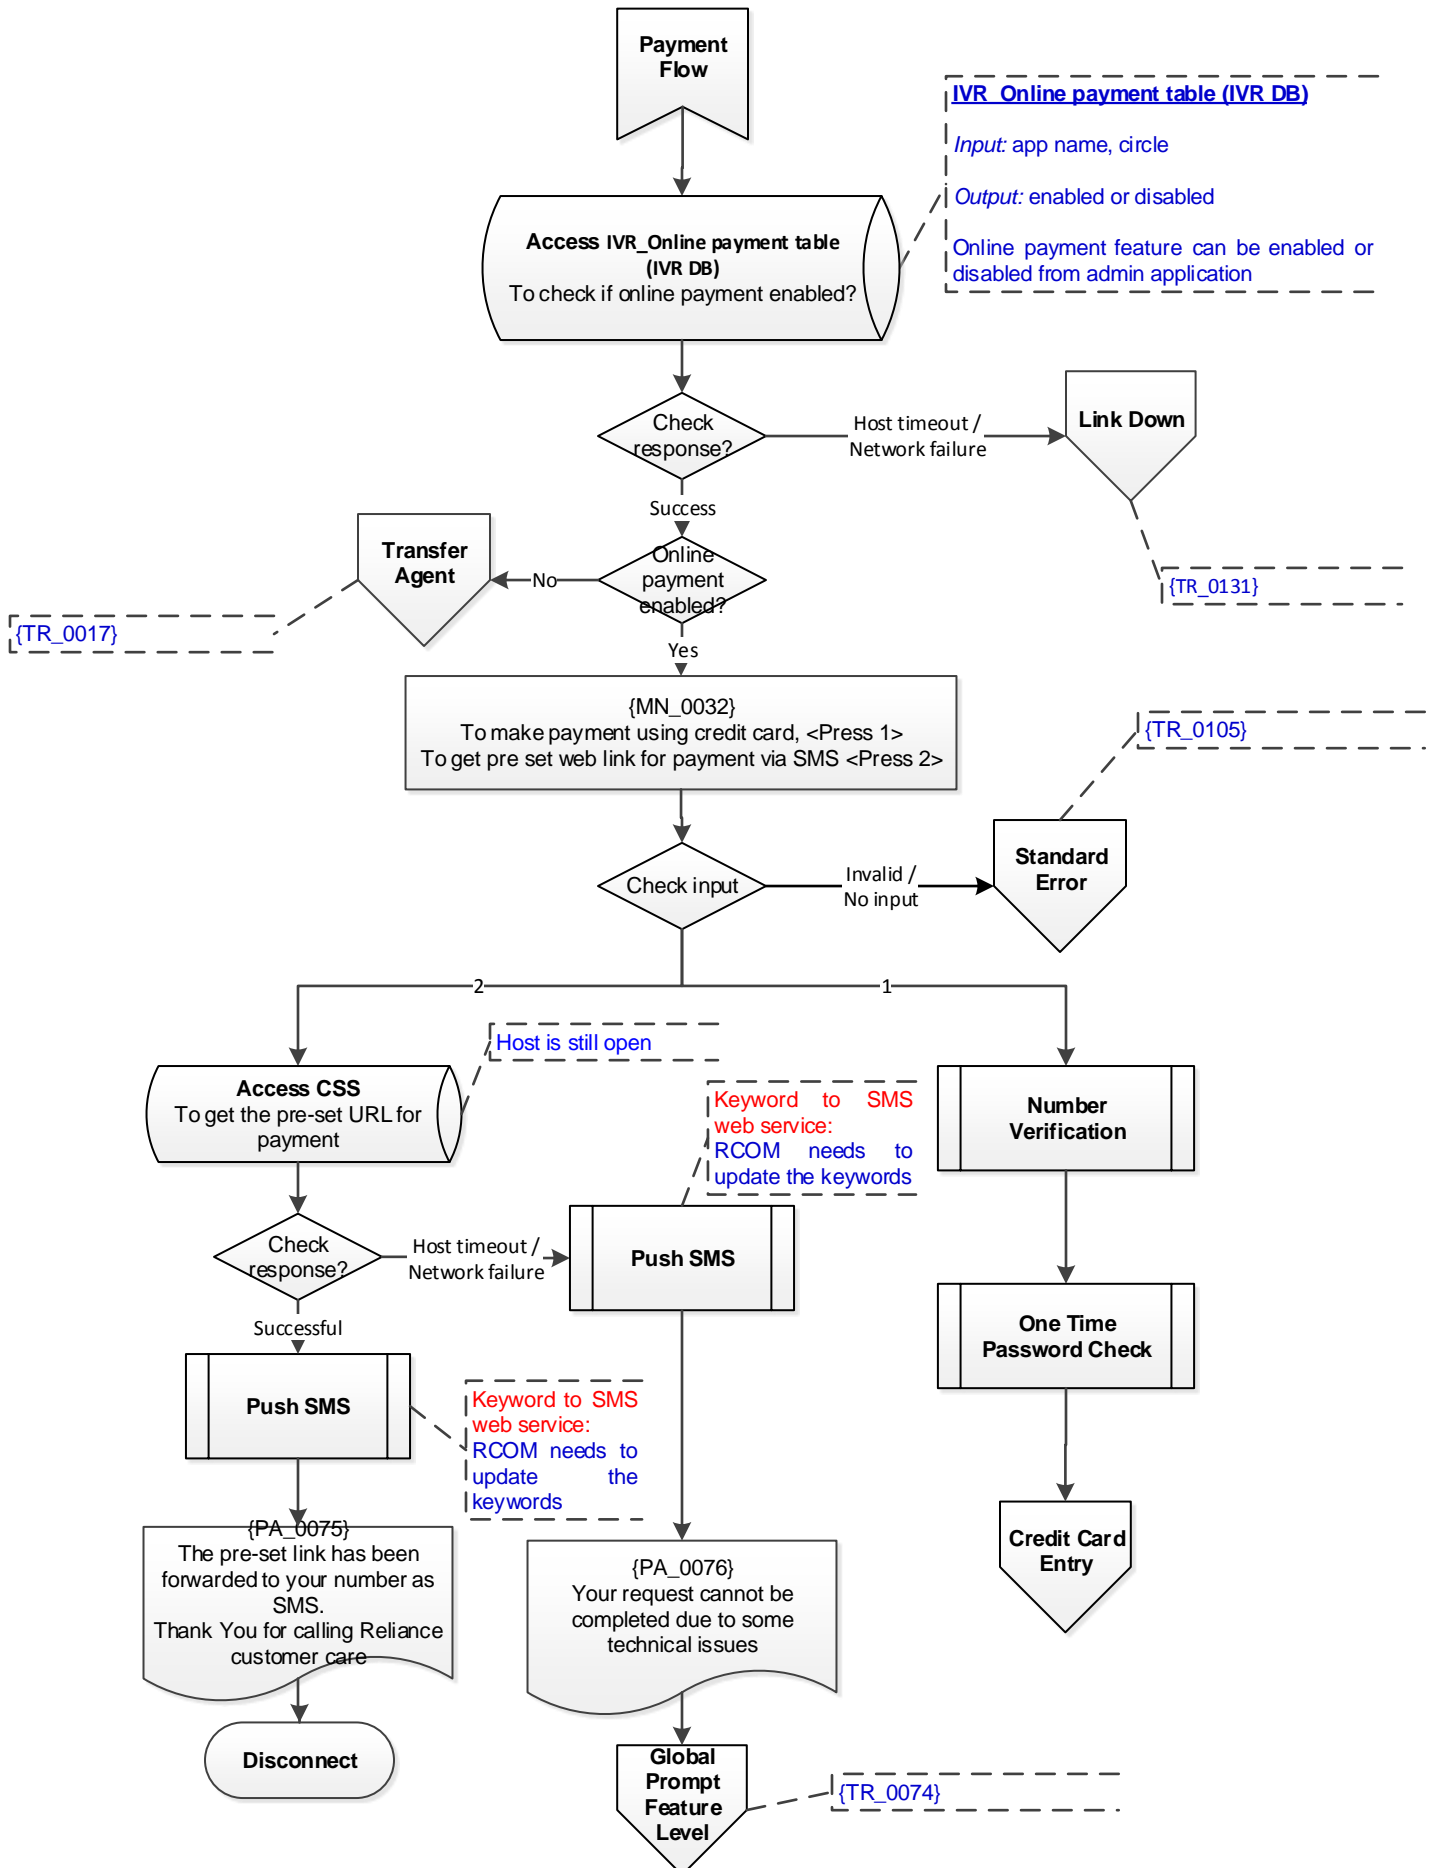 Payment
Flow
IVR_Online payment table (IVR DB)
Input: app name, circle
Output: enabled or disabled
Online payment feature can be enabled or
disabled from admin application
Access IVR_Online payment table
(IVR DB)
To check if online payment enabled?
Check
response?
Host timeout /
Network failure
Link Down
{TR_0131}
Success
Online
payment
enabled?
No
Transfer
Agent
{TR_0017}
Yes
{MN_0032}
To make payment using credit card, <Press 1>
To get pre set web link for payment via SMS <Press 2>
{TR_0105}
Check input
Invalid /
No input
Standard
Error
2
1
Host is still open
Access CSS
To get the pre-set URL for
payment
Keyword to SMS
web service:
RCOM needs to
update the keywords
Number
Verification
Check
response?
Host timeout /
Network failure
Push SMS
Successful
One Time
Password Check
Push SMS
Keyword to SMS
web service:
RCOM needs to
update the
keywords
{PA_0075}
The pre-set link has been
forwarded to your number as
SMS.
Thank You for calling Reliance
customer care
{PA_0076}
Your request cannot be
completed due to some
technical issues
Credit Card
Entry
Disconnect
Global
Prompt
Feature
Level
{TR_0074}